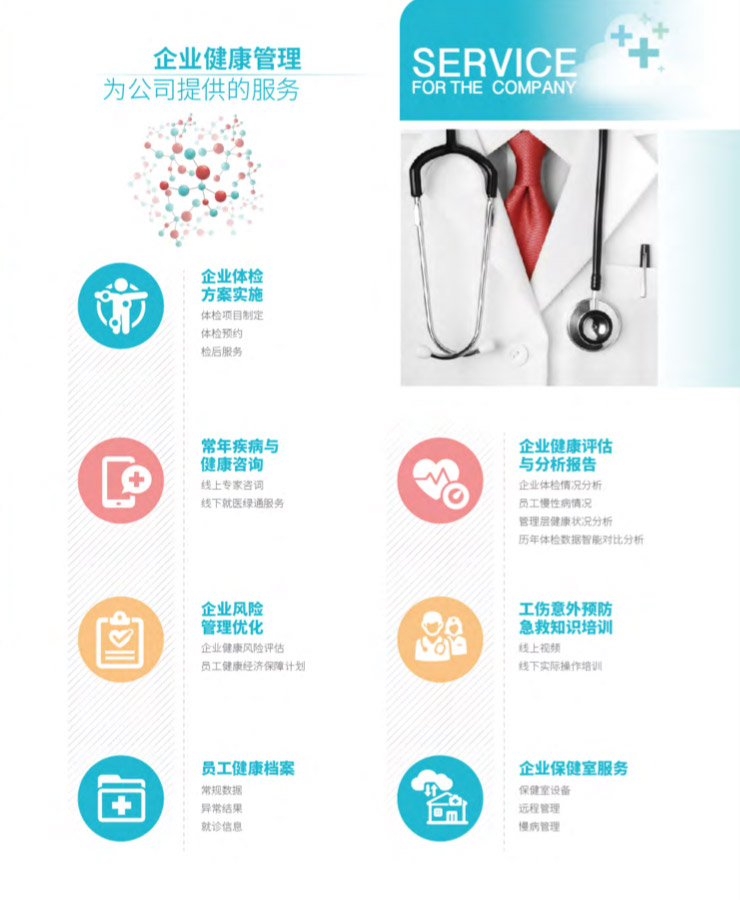 企业健康管理
为公司提供的服务
SERVICE
FOR THE COMPANY
企业体检
方案实施
体检项目制定
体检预约
检后服务
常年疾病与
健康咨询
线上专家咨询
线下就医绿通服务
企业风险
管理优化
企业健康风险评估
员工健康经济保障计划
员工健康档案
常规数据
异常结果
就诊信息
企业健康评估
与分析报告
企业体检情况分析
员工慢性病情况
管理层健康状况分析
历年体检数据智能对比分析
工伤意外预防
急救知识培训
线上视频
线下实际操作培训
企业保健室服务
保健室设备
远程管理
慢病管理